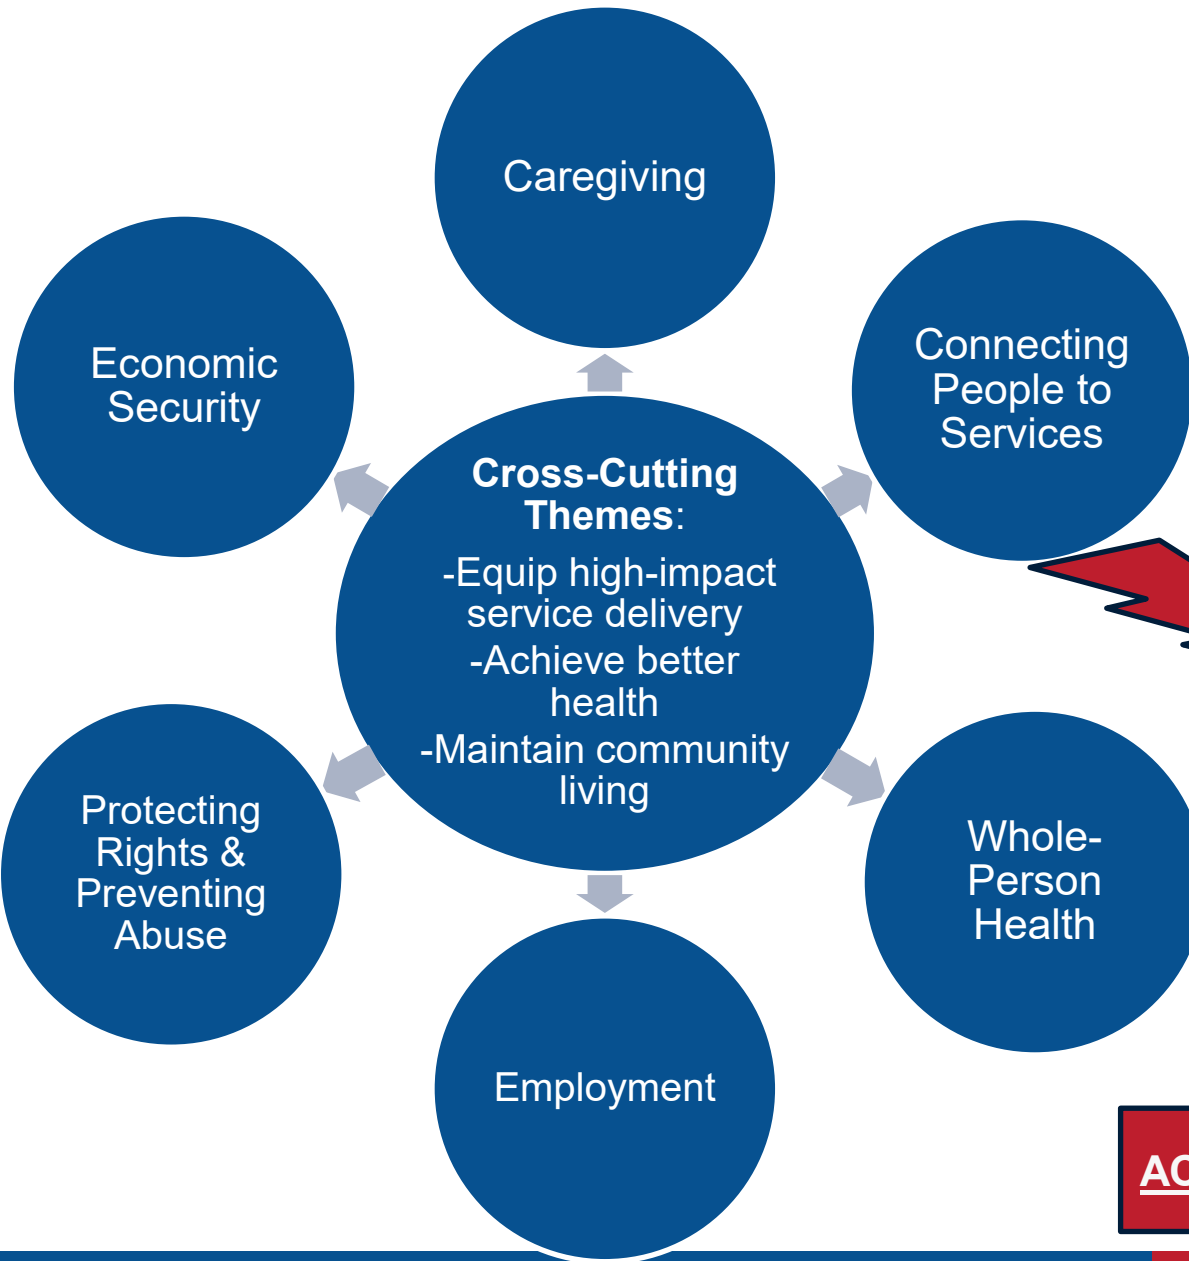 Caregiving
Economic
Security
Connecting
People to
Services
Cross-Cutting
Themes:
-Equip high-impact
service delivery
-Achieve better
health
-Maintain community
living
Protecting
Rights &
Preventing
Abuse
Whole-
Person
Health
Employment